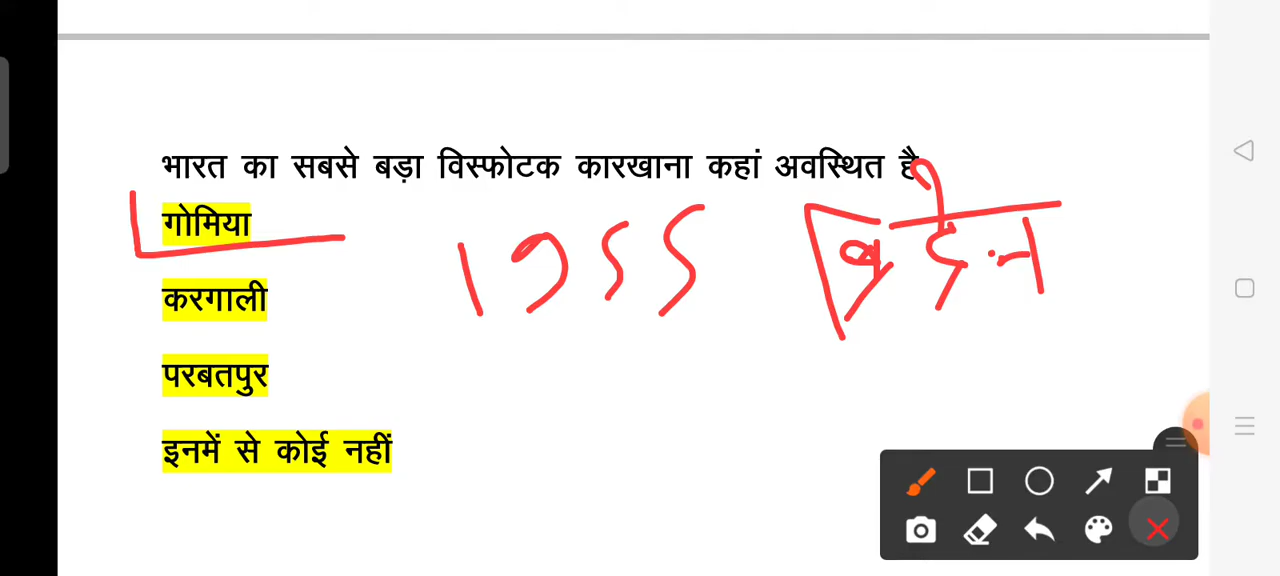 भारत का सबसे बड़ा विस्फोटक कारखाना कहां अवस्थित है
गोमिया
1955
करगाली
परबतपुर
इनमें से कोई नहीं